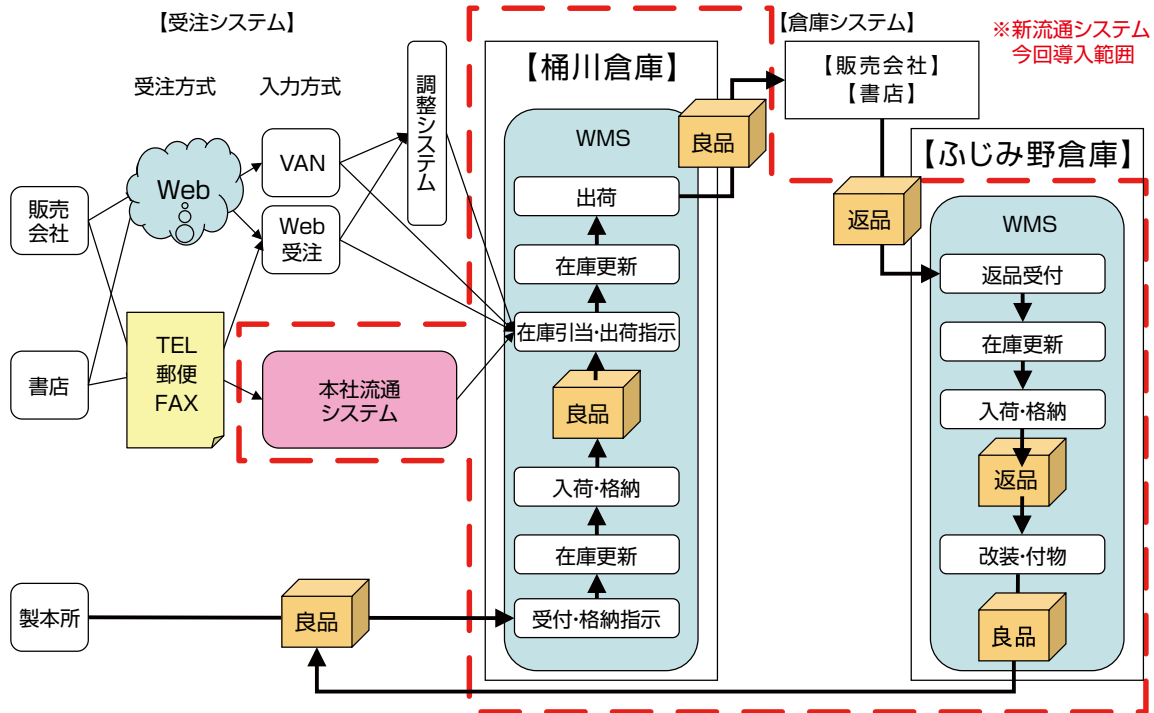 【受注システム】
受注方式
入力方式
販売
会社
書店
製本所
Web
TEL
郵便
FAX
VAN
Web
受注
調整システム
本社流通
システム
良品
【桶川倉庫】
WMS
出荷
在庫更新
在庫引当・出荷指示
良品
入荷・格納
在庫更新
受付・格納指示
良品
【倉庫システム】
※新流通システム
今回導入範囲
【販売会社】
【書店】
返品
【ふじみ野倉庫】
WMS
返品受付
在庫更新
入荷・格納
返品
改装・付物
良品